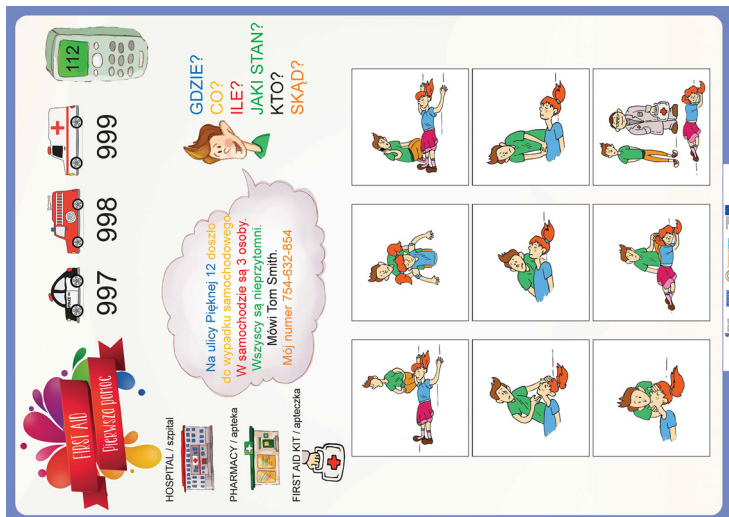 FIRST AID
pierwsza pomoc
997
998
999
112
HOSPITAL / szpital
PHARMACY / apteka
FIRST AID KIT / apteczka
Na ulicy Pięknej 12 doszło
do wypadku samochodowego.
W samochodzie są 3 osoby.
Wszyscy są nieprzytomni.
Mówi Tom Smith.
Mój numer 754-632-854
GDZIE?
CO?
ILE?
JAKI STAN?
KTO?
SKĄD?